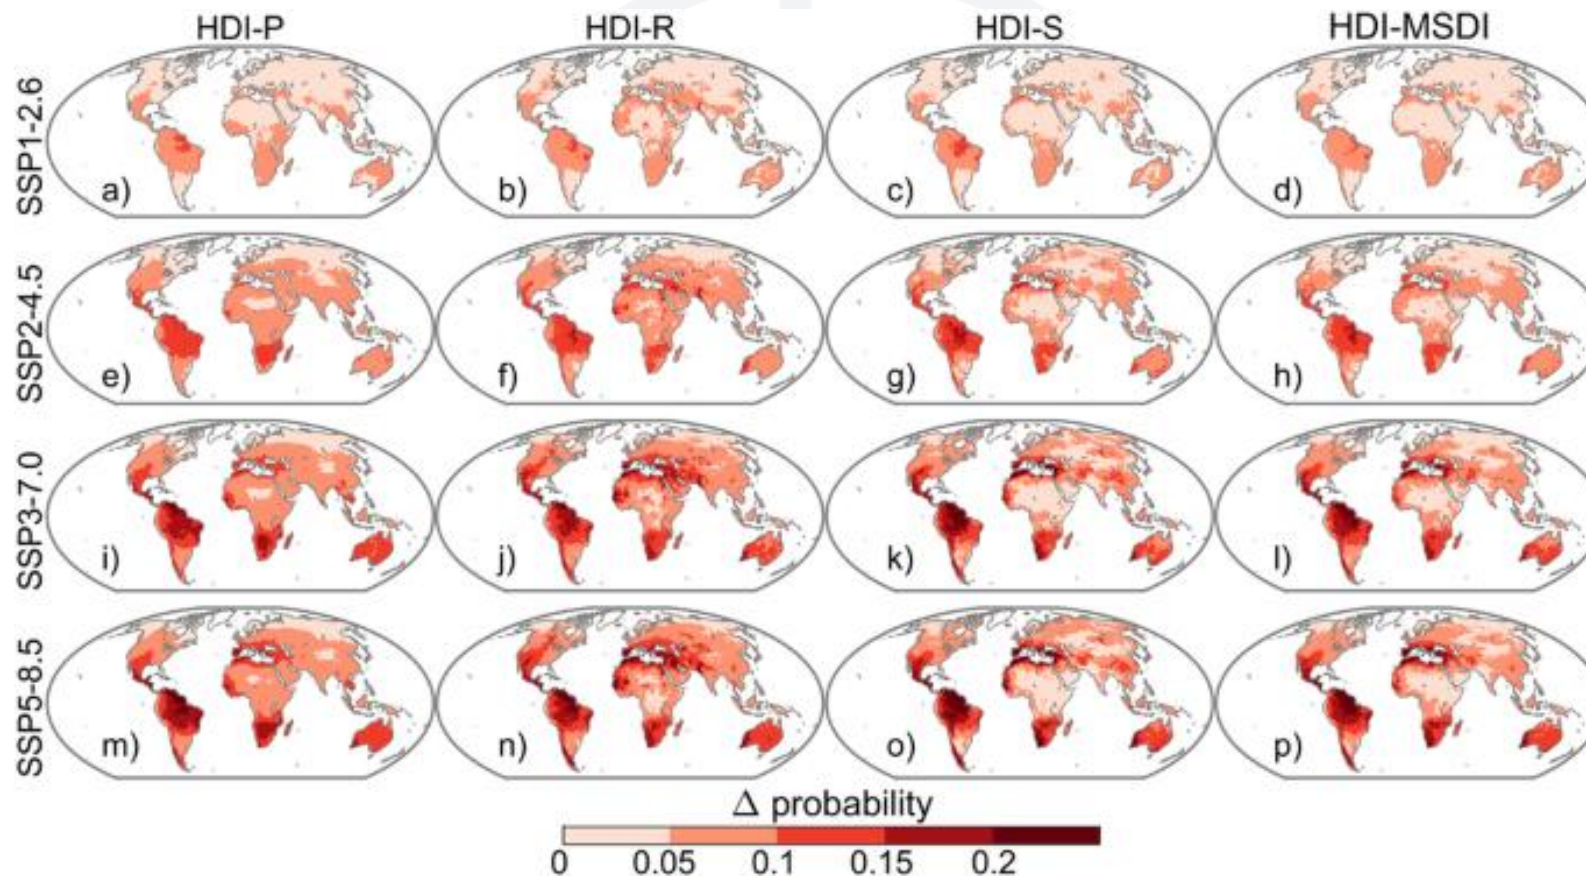 HDI-P HDI-R HDI-S HDI-MSDI
SSP1-2.6
a) b) c) d)
SSP2-4.5
e) f) g) h)
SSP3-7.0
i) j) k) l)
SSP5-8.5
m) n) o) p)
Δ probability
0 0.05 0.1 0.15 0.2